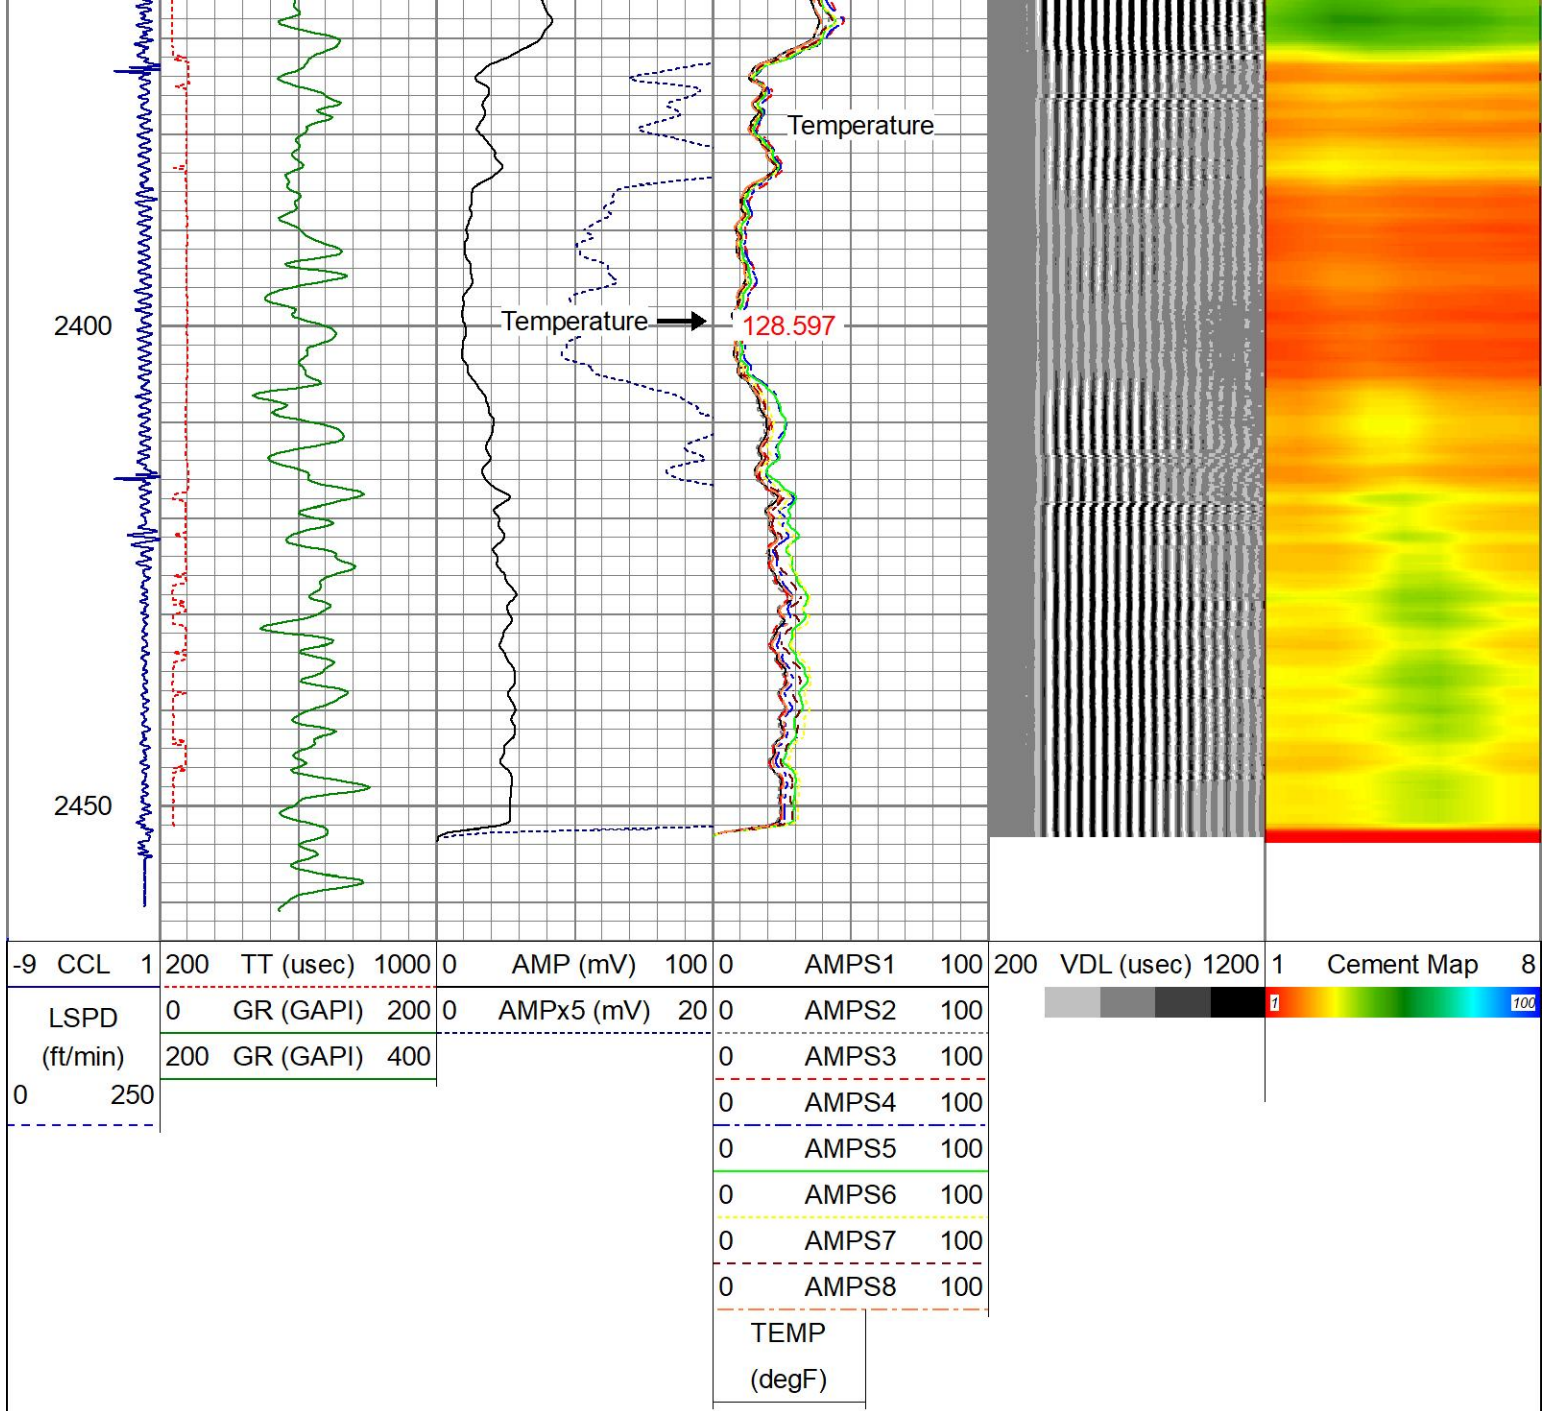 Temperature
2400
Temperature
128.597
2450
-9 CCL 1
200 TT (usec) 1000
0 AMP (mV) 100
0 AMPS1 100
200 VDL (usec) 1200
1 Cement Map 8
LSPD
(ft/min)
0 250
0 GR (GAPI) 200
200 GR (GAPI) 400
0 AMPx5 (mV) 20
0 AMPS2 100
0 AMPS3 100
0 AMPS4 100
0 AMPS5 100
0 AMPS6 100
0 AMPS7 100
0 AMPS8 100
TEMP
(degF)
1 100